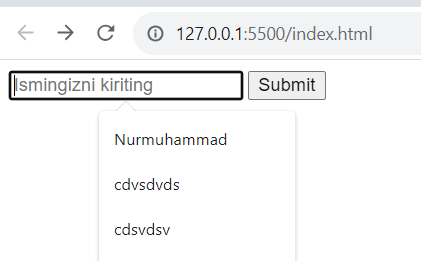 127.0.0.1:5500/index.html
Ismingizni kiriting Submit
Nurmuhammad
cdvsdvds
cdsvdsv